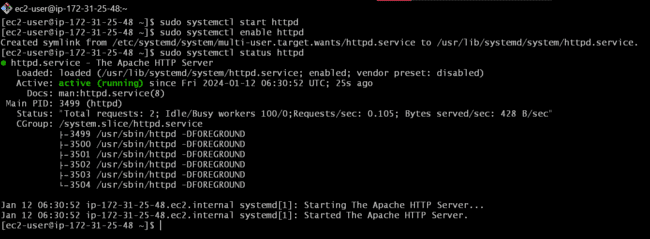 ec2-user@ip-172-31-25-48:~
[ec2-user@ip-172-31-25-48 ~]$ sudo systemctl start httpd
[ec2-user@ip-172-31-25-48 ~]$ sudo systemctl enable httpd
Created symlink from /etc/systemd/system/multi-user.target.wants/httpd.service to /usr/lib/systemd/system/httpd.service.
[ec2-user@ip-172-31-25-48 ~]$ sudo systemctl status httpd
● httpd.service - The Apache HTTP Server
Loaded: loaded (/usr/lib/systemd/system/httpd.service; enabled; vendor preset: disabled)
Active: active (running) since Fri 2024-01-12 06:30:52 UTC; 25s ago
Docs: man:httpd.service(8)
Main PID: 3499 (httpd)
Status: "Total requests: 2; Idle/Busy workers 100/0;Requests/sec: 0.105; Bytes served/sec: 428 B/sec"
CGroup: /system.slice/httpd.service
├─3499 /usr/sbin/httpd -DFOREGROUND
├─3500 /usr/sbin/httpd -DFOREGROUND
├─3501 /usr/sbin/httpd -DFOREGROUND
├─3502 /usr/sbin/httpd -DFOREGROUND
├─3503 /usr/sbin/httpd -DFOREGROUND
└─3504 /usr/sbin/httpd -DFOREGROUND
Jan 12 06:30:52 ip-172-31-25-48.ec2.internal systemd[1]: Starting The Apache HTTP Server...
Jan 12 06:30:52 ip-172-31-25-48.ec2.internal systemd[1]: Started The Apache HTTP Server.
[ec2-user@ip-172-31-25-48 ~]$